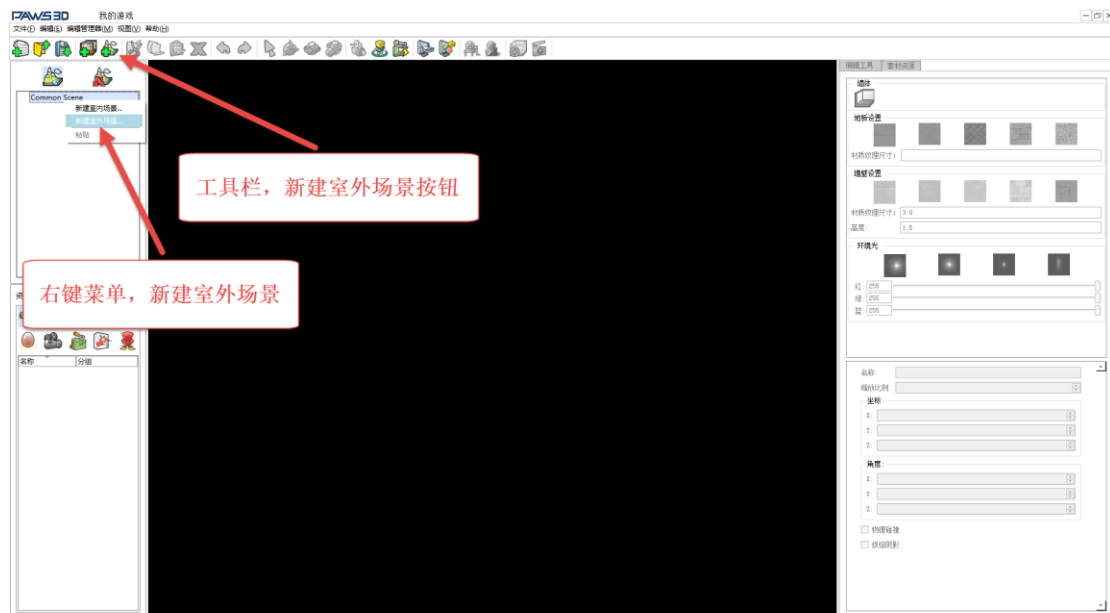 PAWS3D 我的游戏
文件(F) 编辑(E) 编辑管理器(M) 视图(V) 帮助(H)
编辑工具 素材资源
Common Scene
新建室内场景...
新建室外场景...
粘贴
工具栏，新建室外场景按钮
右键菜单，新建室外场景
名称 分组
墙体
地板设置
材质纹理尺寸:
墙壁设置
材质纹理尺寸: 3.0
高度: 1.5
环境光
红: 255
绿: 255
蓝: 255
名称:
缩放比例:
坐标:
X:
Y:
Z:
角度:
X:
Y:
Z:
物理碰撞
烘焙阴影